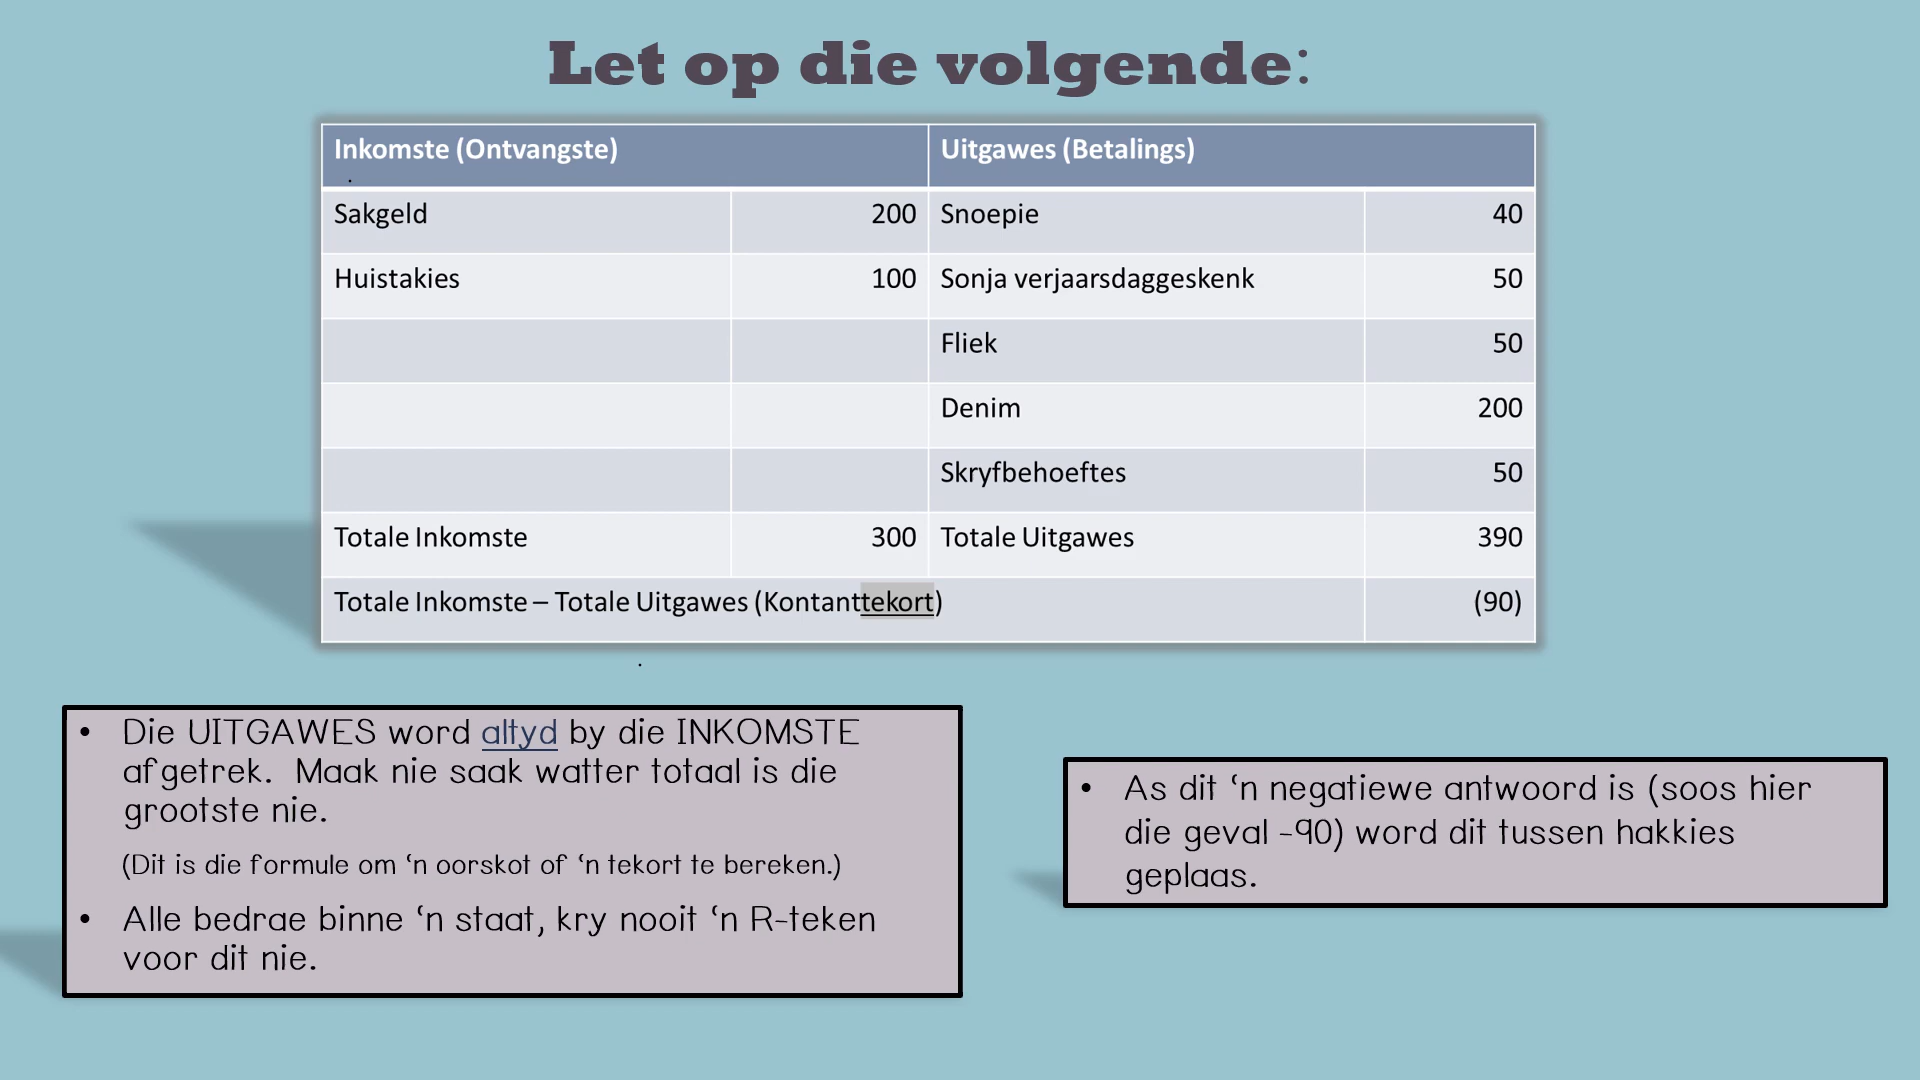 Let op die volgende:
Inkomste (Ontvangste) Uitgawes (Betalings)
Sakgeld 200 Snoepie 40
Huistakies 100 Sonja verjaarsdaggeskenk 50
Fliek 50
Denim 200
Skryfbehoeftes 50
Totale Inkomste 300 Totale Uitgawes 390
Totale Inkomste – Totale Uitgawes (Kontanttekort) (90)
• Die UITGAWES word altyd by die INKOMSTE
afgetrek. Maak nie saak watter totaal is die
grootste nie.
(Dit is die formule om ‘n oorskot of ‘n tekort te bereken.)
• Alle bedrae binne ‘n staat, kry nooit ‘n R-teken
voor dit nie.
• As dit ‘n negatiewe antwoord is (soos hier
die geval -90) word dit tussen hakkies
geplaas.